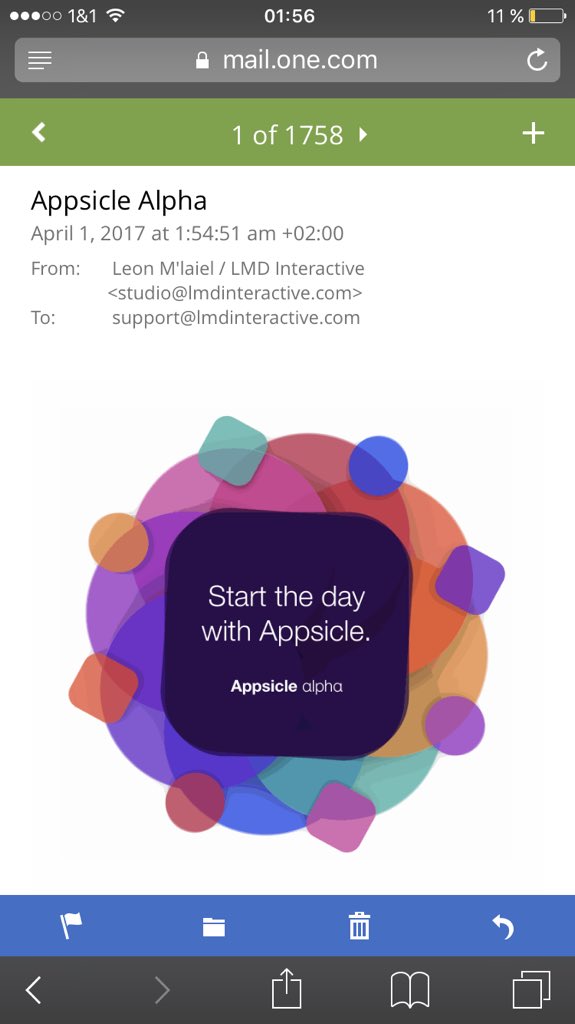 1&1 01:56 11 %
mail.one.com
1 of 1758
Appsicle Alpha
April 1, 2017 at 1:54:51 am +02:00
From: Leon M'laiel / LMD Interactive
<studio@lmdinteractive.com>
To: support@lmdinteractive.com
Start the day
with Appsicle.
Appsicle alpha